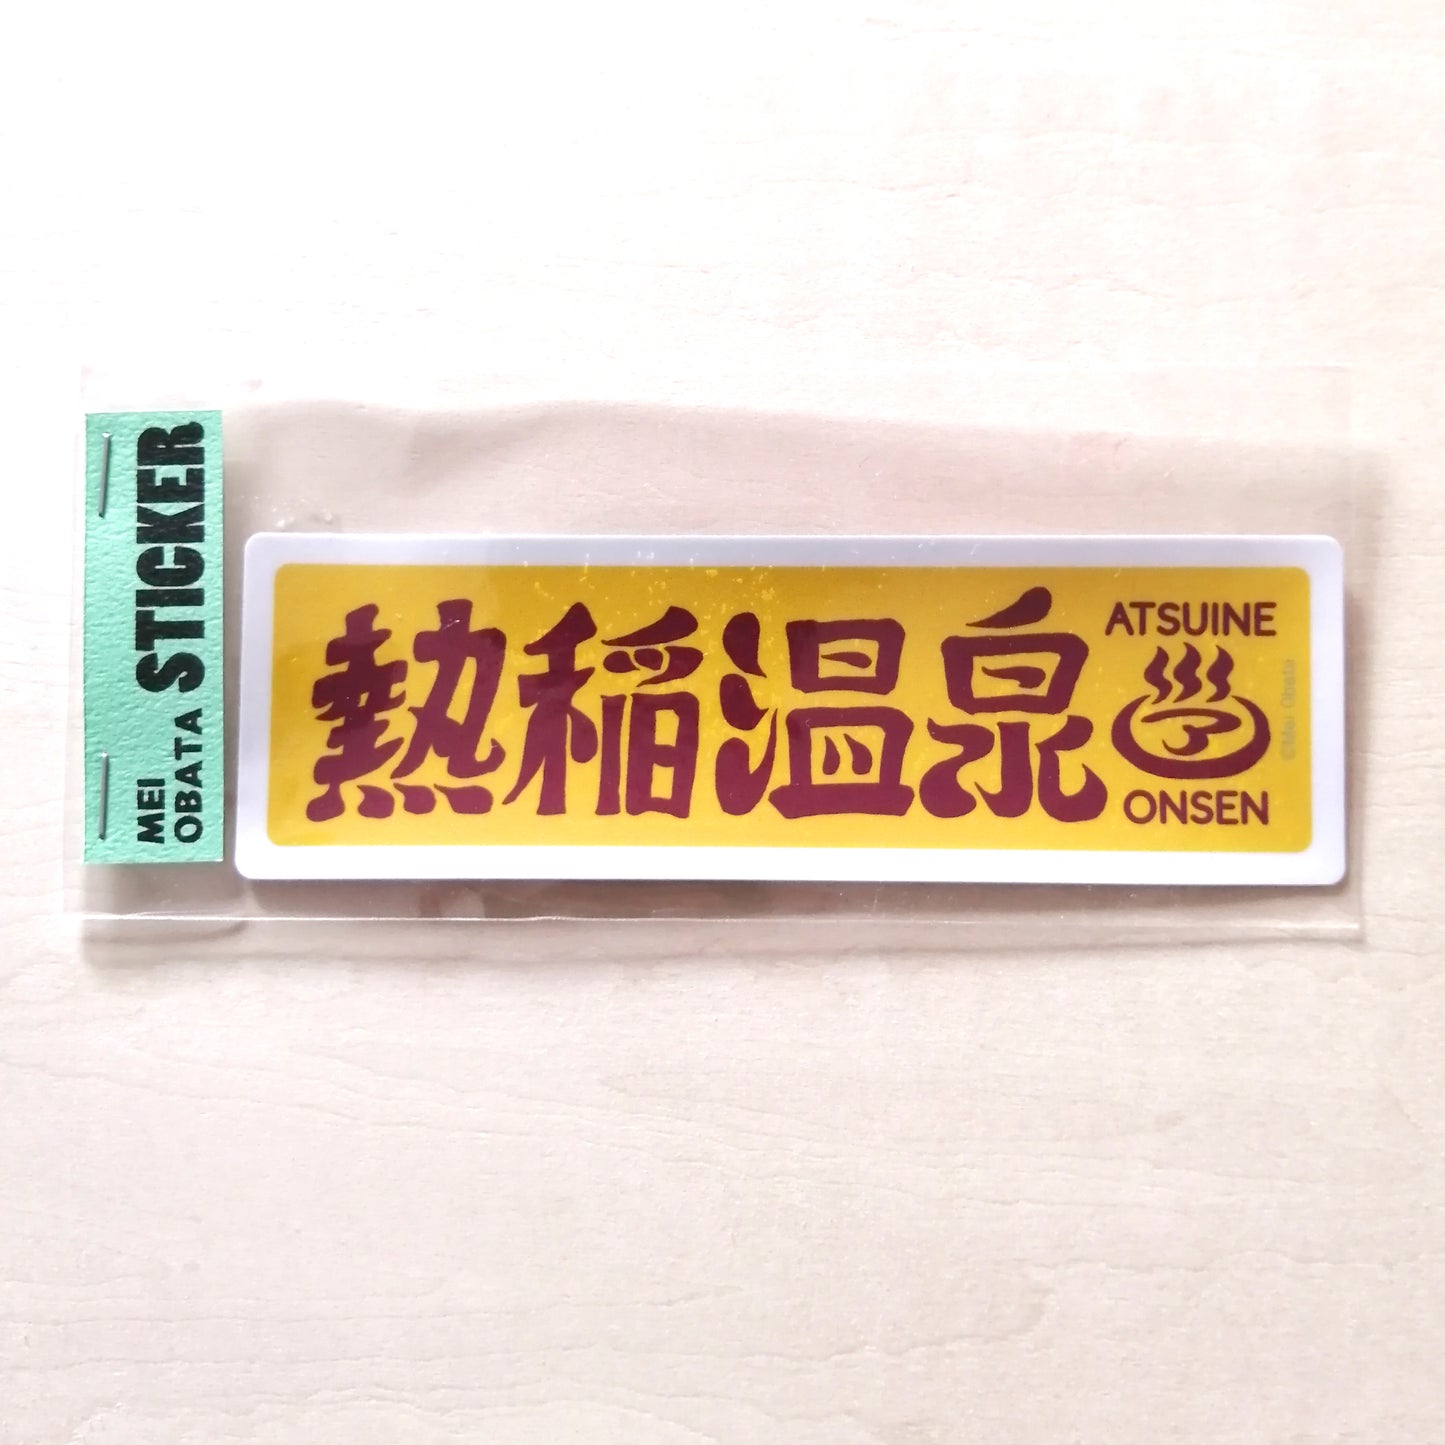 MEI
OBATA
STICKER
熱稲温泉
ATSUINE
ONSEN
©Mei Obata